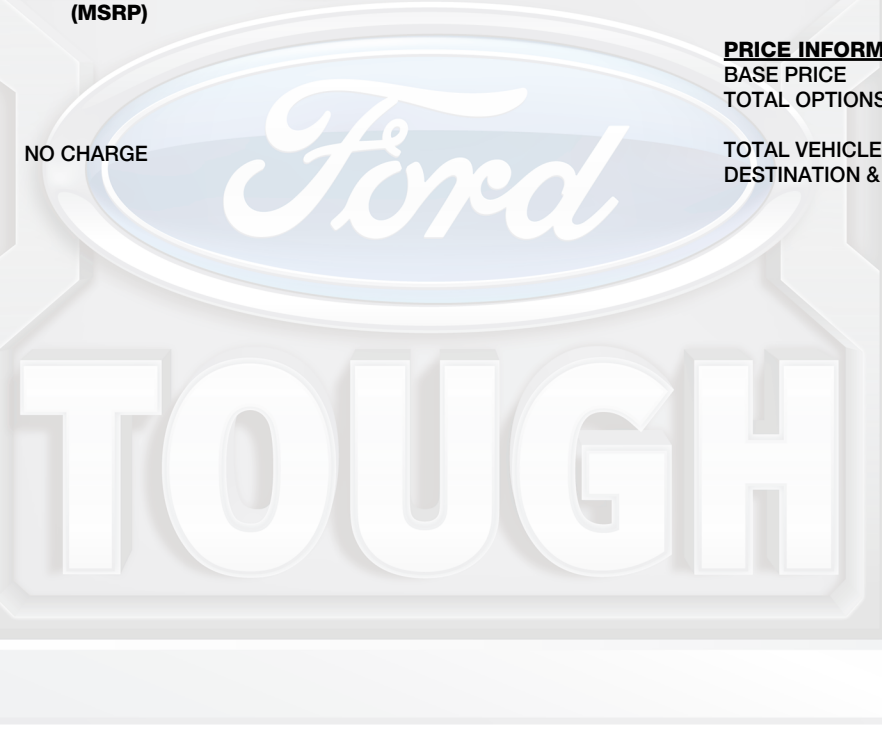 (MSRP)
PRICE INFORM
BASE PRICE
TOTAL OPTIONS
NO CHARGE
TOTAL VEHICLE
DESTINATION &
Ford
TOUGH